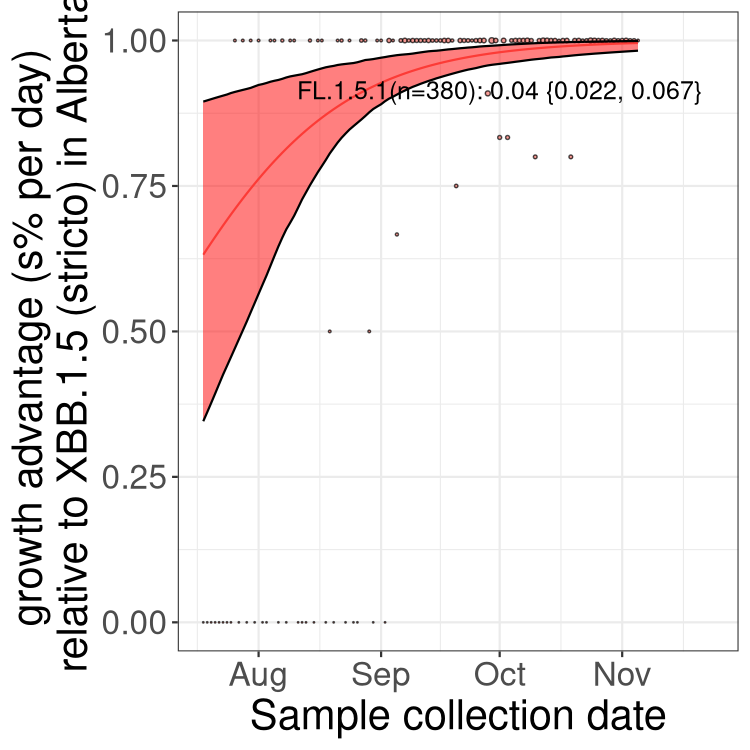 growth advantage (s% per day)
relative to XBB.1.5 (stricto) in Alberta
1.00
0.75
0.50
0.25
0.00
FL.1.5.1(n=380): 0.04 {0.022, 0.067}
Aug Sep Oct Nov
Sample collection date